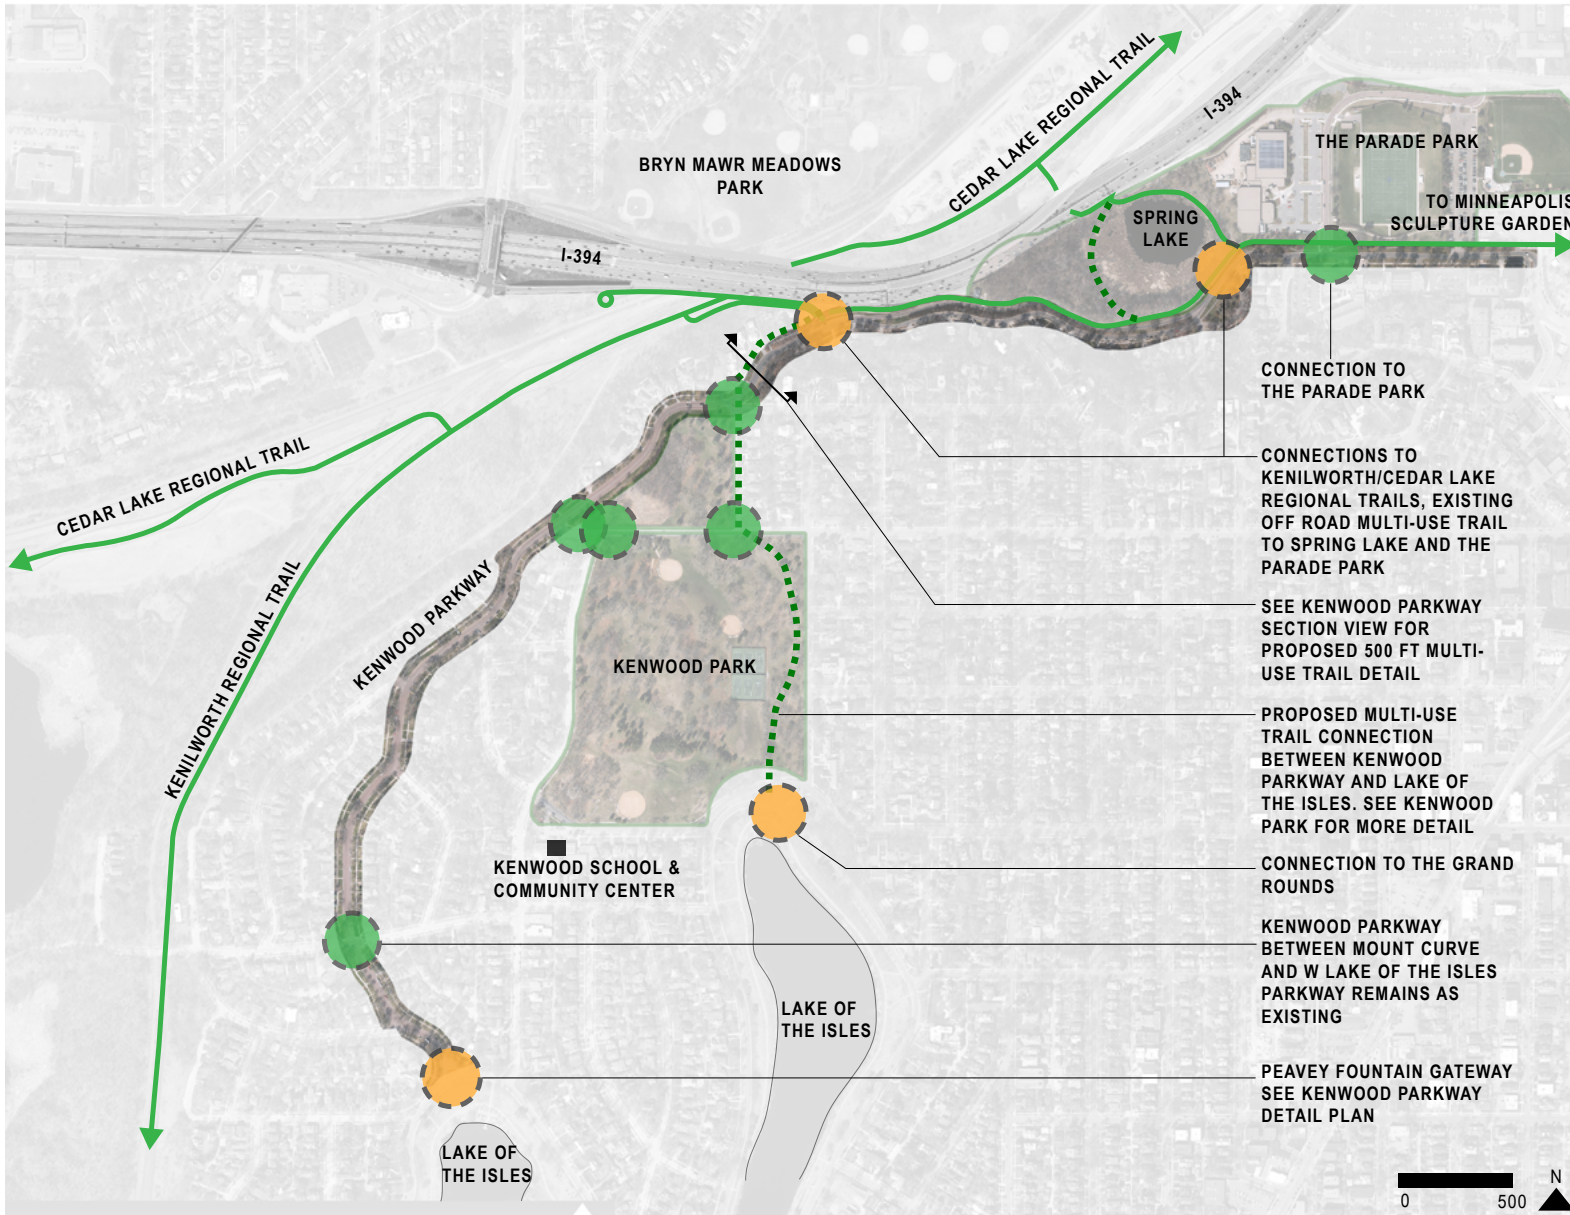 CEDAR LAKE REGIONAL TRAIL
I-394
THE PARADE PARK
BRYN MAWR MEADOWS
PARK
TO MINNEAPOLIS
SCULPTURE GARDEN
SPRING
LAKE
I-394
CONNECTION TO
THE PARADE PARK
CEDAR LAKE REGIONAL TRAIL
CONNECTIONS TO
KENILWORTH/CEDAR LAKE
REGIONAL TRAILS, EXISTING
OFF ROAD MULTI-USE TRAIL
TO SPRING LAKE AND THE
PARADE PARK
KENILWORTH REGIONAL TRAIL
KENWOOD PARKWAY
SEE KENWOOD PARKWAY
SECTION VIEW FOR
PROPOSED 500 FT MULTI-
USE TRAIL DETAIL
KENWOOD PARK
PROPOSED MULTI-USE
TRAIL CONNECTION
BETWEEN KENWOOD
PARKWAY AND LAKE OF
THE ISLES. SEE KENWOOD
PARK FOR MORE DETAIL
KENWOOD SCHOOL &
COMMUNITY CENTER
CONNECTION TO THE GRAND
ROUNDS
KENWOOD PARKWAY
BETWEEN MOUNT CURVE
AND W LAKE OF THE ISLES
PARKWAY REMAINS AS
EXISTING
LAKE OF
THE ISLES
PEAVEY FOUNTAIN GATEWAY
SEE KENWOOD PARKWAY
DETAIL PLAN
LAKE OF
THE ISLES
0 500
N